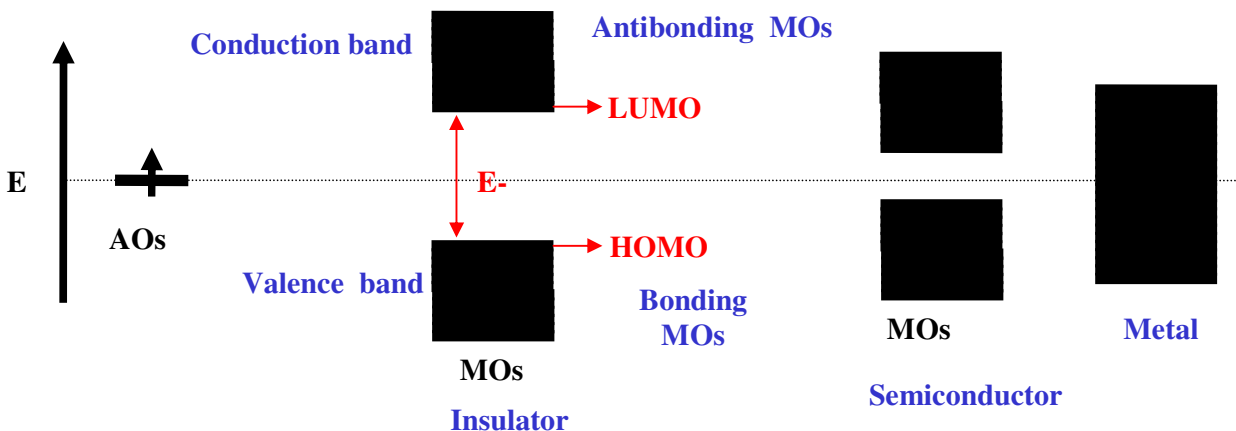 Conduction band
Antibonding MOs
LUMO
E
E-
AOs
HOMO
Valence band
Bonding
MOs
MOs
Metal
MOs
Semiconductor
Insulator